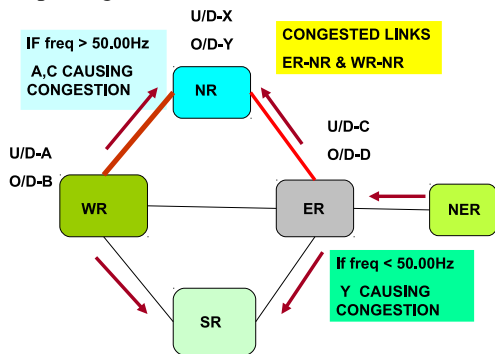 U/D-X
O/D-Y
IF freq > 50.00Hz
A,C CAUSING
CONGESTION
CONGESTED LINKS
ER-NR & WR-NR
NR
U/D-A
O/D-B
U/D-C
O/D-D
WR
ER
NER
If freq < 50.00Hz
Y CAUSING
CONGESTION
SR